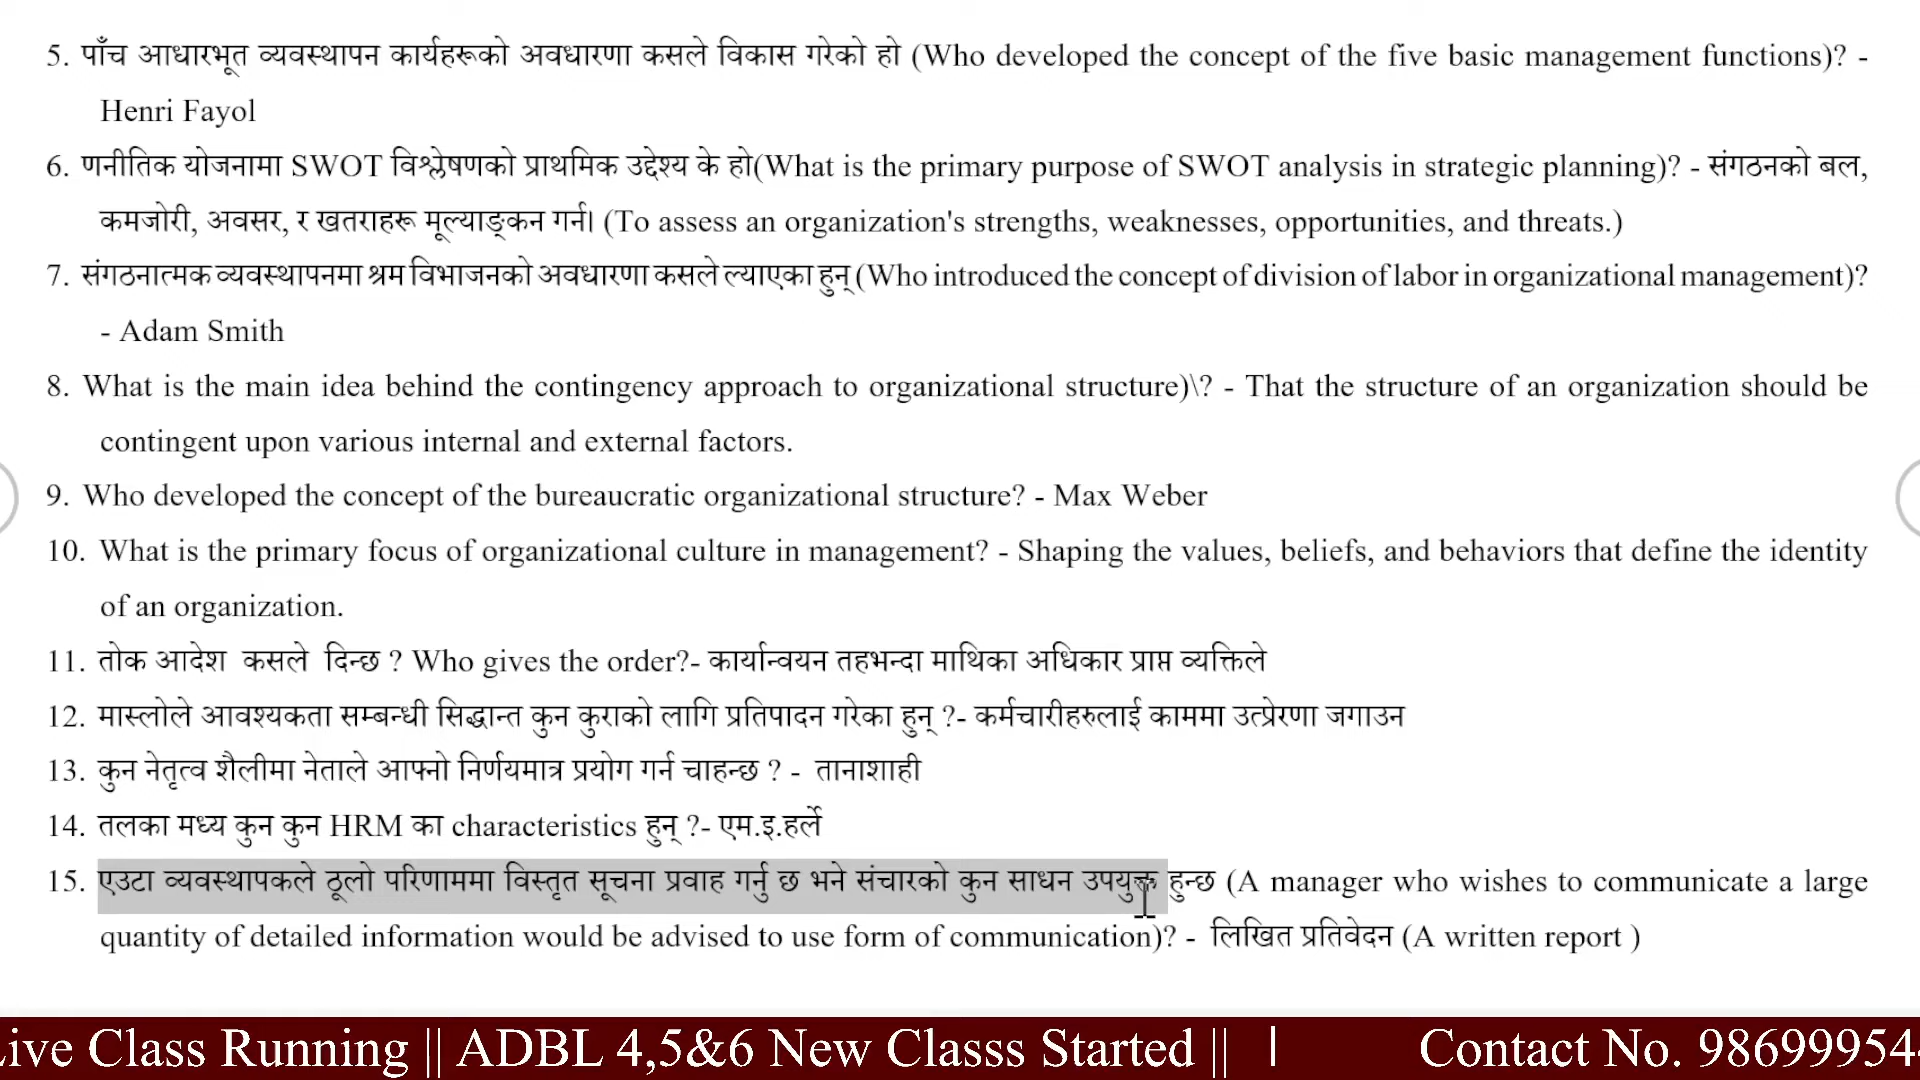 5. पाँच आधारभूत व्यवस्थापन कार्यहरूको अवधारणा कसले विकास गरेको हो (Who developed the concept of the five basic management functions)? -
Henri Fayol
6. णनीतिक योजनामा SWOT विश्लेषणको प्राथमिक उद्देश्य के हो(What is the primary purpose of SWOT analysis in strategic planning)? - संगठनको बल,
कमजोरी, अवसर, र खतराहरू मूल्याङ्कन गर्न। (To assess an organization's strengths, weaknesses, opportunities, and threats.)
7. संगठनात्मक व्यवस्थापनमा श्रम विभाजनको अवधारणा कसले ल्याएका हुन् (Who introduced the concept of division of labor in organizational management)?
- Adam Smith
8. What is the main idea behind the contingency approach to organizational structure)\? - That the structure of an organization should be
contingent upon various internal and external factors.
9. Who developed the concept of the bureaucratic organizational structure? - Max Weber
10. What is the primary focus of organizational culture in management? - Shaping the values, beliefs, and behaviors that define the identity
of an organization.
11. तोक आदेश कसले दिन्छ ? Who gives the order?- कार्यान्वयन तहभन्दा माथिका अधिकार प्राप्त व्यक्तिले
12. मास्लोले आवश्यकता सम्बन्धी सिद्धान्त कुन कुराको लागि प्रतिपादन गरेका हुन् ?- कर्मचारीहरुलाई काममा उत्प्रेरणा जगाउन
13. कुन नेतृत्व शैलीमा नेताले आफ्नो निर्णयमात्र प्रयोग गर्न चाहन्छ ? - तानाशाही
14. तलका मध्य कुन कुन HRM का characteristics हुन् ?- एम.इ.हर्ले
15. एउटा व्यवस्थापकले ठूलो परिणाममा विस्तृत सूचना प्रवाह गर्नु छ भने संचारको कुन साधन उपयुक्त हुन्छ (A manager who wishes to communicate a large
quantity of detailed information would be advised to use form of communication)? - लिखित प्रतिवेदन (A written report )
ive Class Running || ADBL 4,5&6 New Classs Started || | Contact No. 98699954